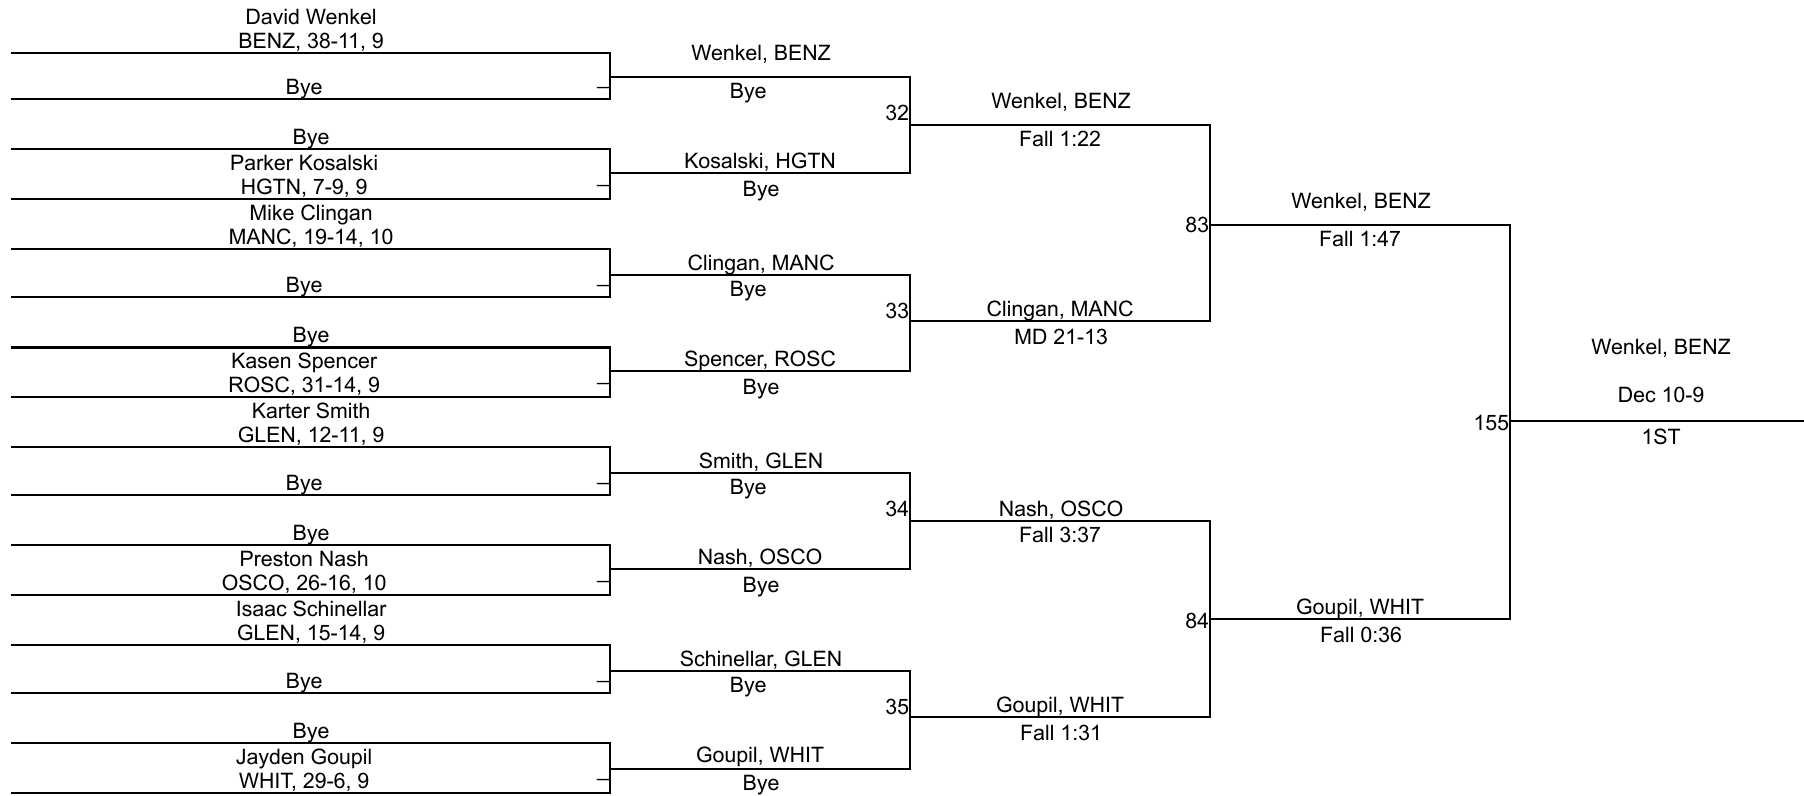 David Wenkel
BENZ, 38-11, 9
Bye
Bye
Parker Kosalski
HGTN, 7-9, 9
Mike Clingan
MANC, 19-14, 10
Bye
Bye
Kasen Spencer
ROSC, 31-14, 9
Karter Smith
GLEN, 12-11, 9
Bye
Bye
Preston Nash
OSCO, 26-16, 10
Isaac Schinellar
GLEN, 15-14, 9
Bye
Bye
Jayden Goupil
WHIT, 29-6, 9
Wenkel, BENZ
Bye
32
Kosalski, HGTN
Bye
Clingan, MANC
Bye
33
Spencer, ROSC
Bye
Smith, GLEN
Bye
34
Nash, OSCO
Bye
Schinellar, GLEN
Bye
35
Goupil, WHIT
Bye
Wenkel, BENZ
Fall 1:22
83
Clingan, MANC
MD 21-13
Nash, OSCO
Fall 3:37
84
Goupil, WHIT
Fall 1:31
Wenkel, BENZ
Fall 1:47
155
Goupil, WHIT
Fall 0:36
Wenkel, BENZ
Dec 10-9
1ST